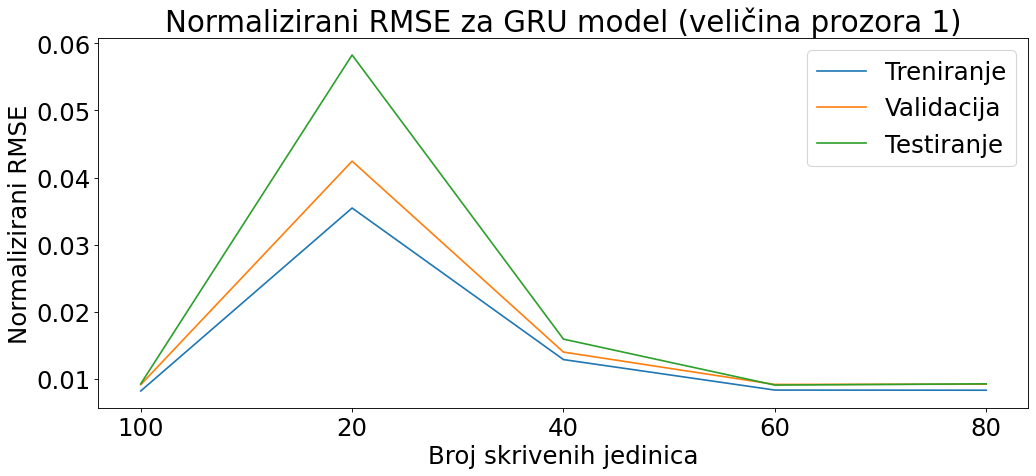 Normalizirani RMSE za GRU model (veličina prozora 1)
Treniranje
Validacija
Testiranje
Normalizirani RMSE
0.06
0.05
0.04
0.03
0.02
0.01
100 20 40 60 80
Broj skrivenih jedinica